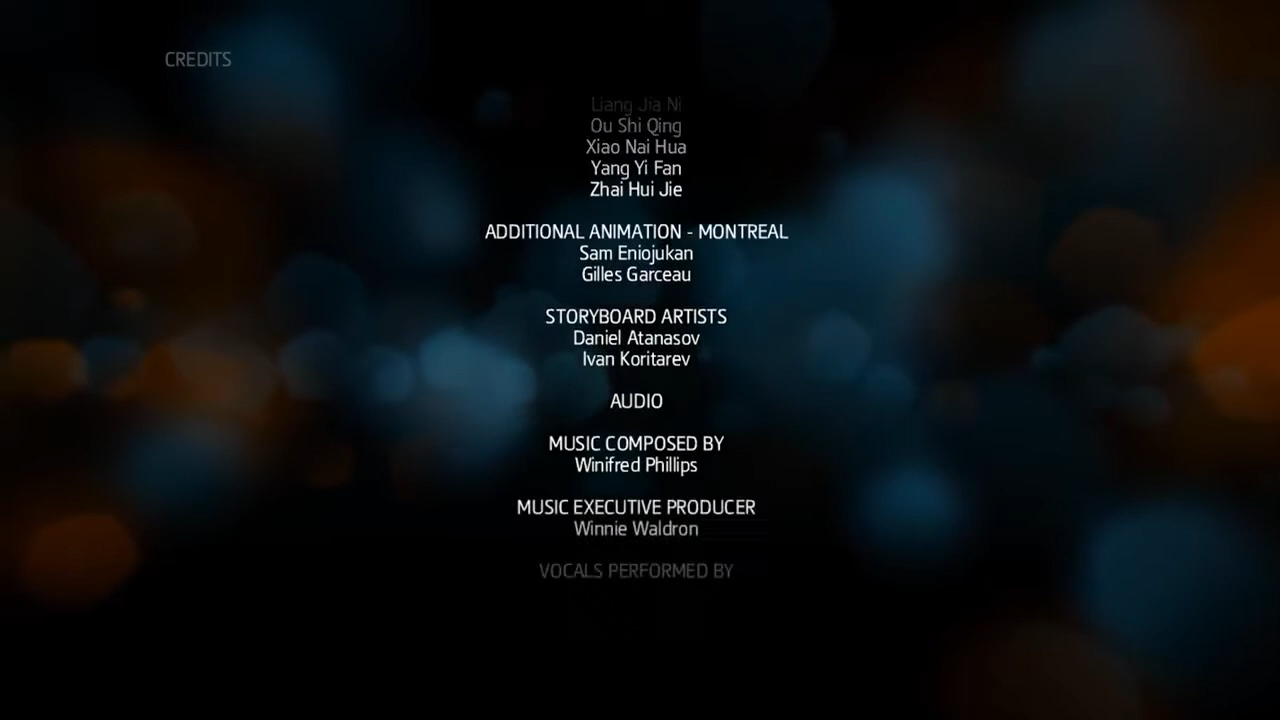 CREDITS
Liang Jia Ni
Ou Shi Qing
Xiao Nai Hua
Yang Yi Fan
Zhai Hui Jie
ADDITIONAL ANIMATION - MONTREAL
Sam Eniojukan
Gilles Garceau
STORYBOARD ARTISTS
Daniel Atanasov
Ivan Koritarev
AUDIO
MUSIC COMPOSED BY
Winifred Phillips
MUSIC EXECUTIVE PRODUCER
Winnie Waldron
VOCALS PERFORMED BY